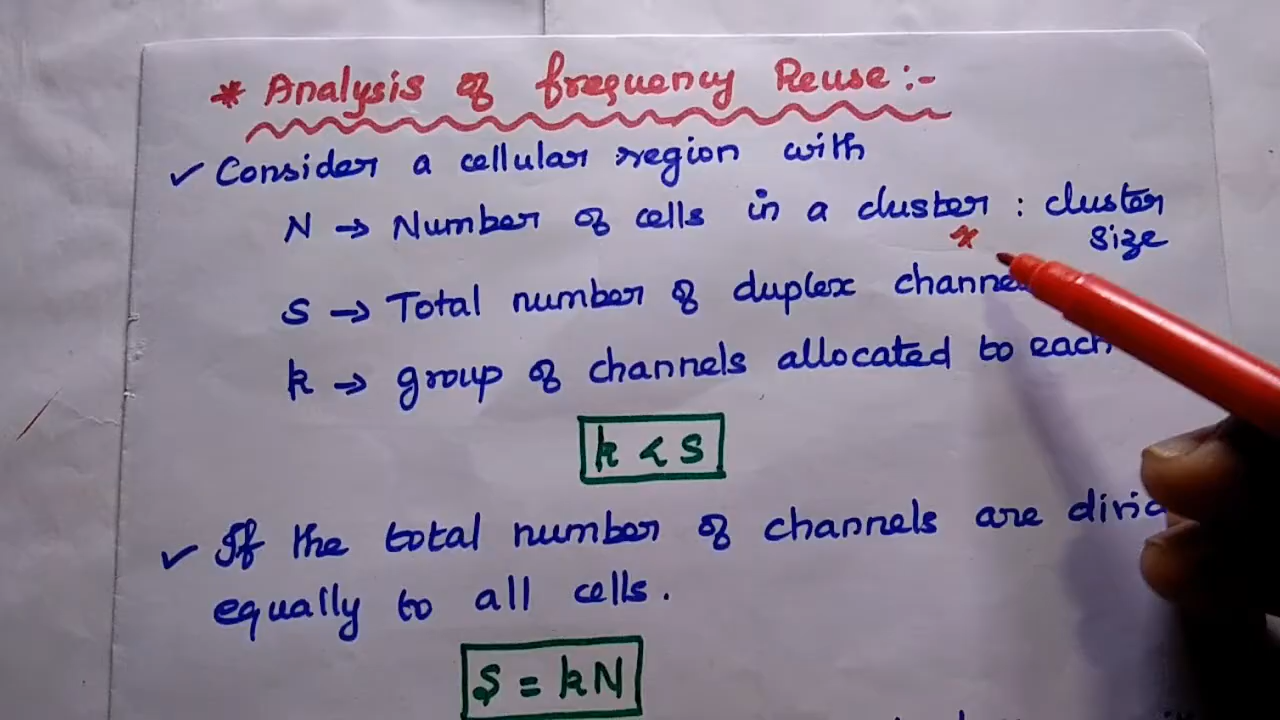 * Analysis of frequency Reuse:-
✓ Consider a cellular region with
N → Number of cells in a cluster : cluster
* size
S → Total number of duplex
k → group of channels allocated to each
k < S
✓ If the total number of channels are
equally to all cells.
S = kN